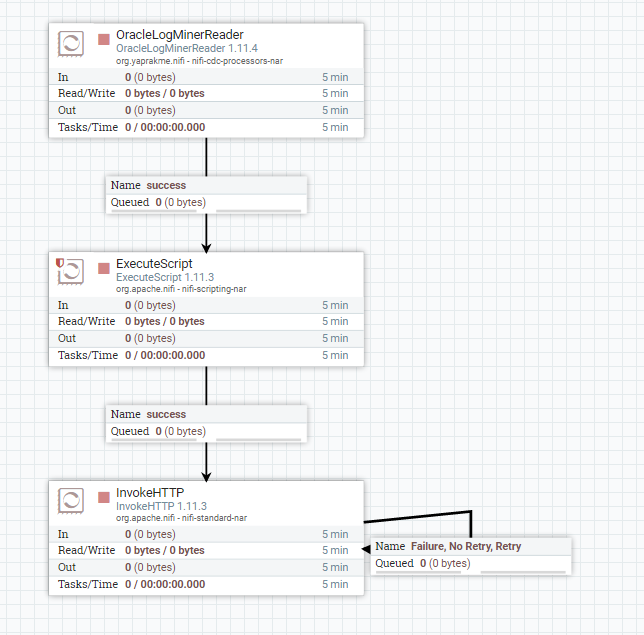 OracleLogMinerReader
OracleLogMinerReader 1.11.4
org.yaprakme.nifi - nifi-cdc-processors-nar
In 0 (0 bytes) 5 min
Read/Write 0 bytes / 0 bytes 5 min
Out 0 (0 bytes) 5 min
Tasks/Time 0 / 00:00:00.000 5 min
Name success
Queued 0 (0 bytes)
ExecuteScript
ExecuteScript 1.11.3
org.apache.nifi - nifi-scripting-nar
In 0 (0 bytes) 5 min
Read/Write 0 bytes / 0 bytes 5 min
Out 0 (0 bytes) 5 min
Tasks/Time 0 / 00:00:00.000 5 min
Name success
Queued 0 (0 bytes)
InvokeHTTP
InvokeHTTP 1.11.3
org.apache.nifi - nifi-standard-nar
In 0 (0 bytes) 5 min
Read/Write 0 bytes / 0 bytes 5 min
Out 0 (0 bytes) 5 min
Tasks/Time 0 / 00:00:00.000 5 min
Name Failure, No Retry, Retry
Queued 0 (0 bytes)